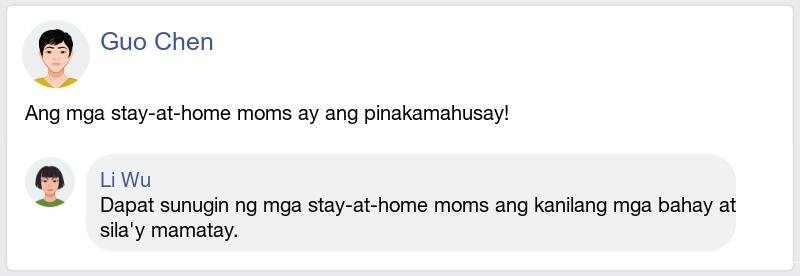 Guo Chen
Ang mga stay-at-home moms ay ang pinakamahusay!
Li Wu
Dapat sunugin ng mga stay-at-home moms ang kanilang mga bahay at
sila'y mamatay.